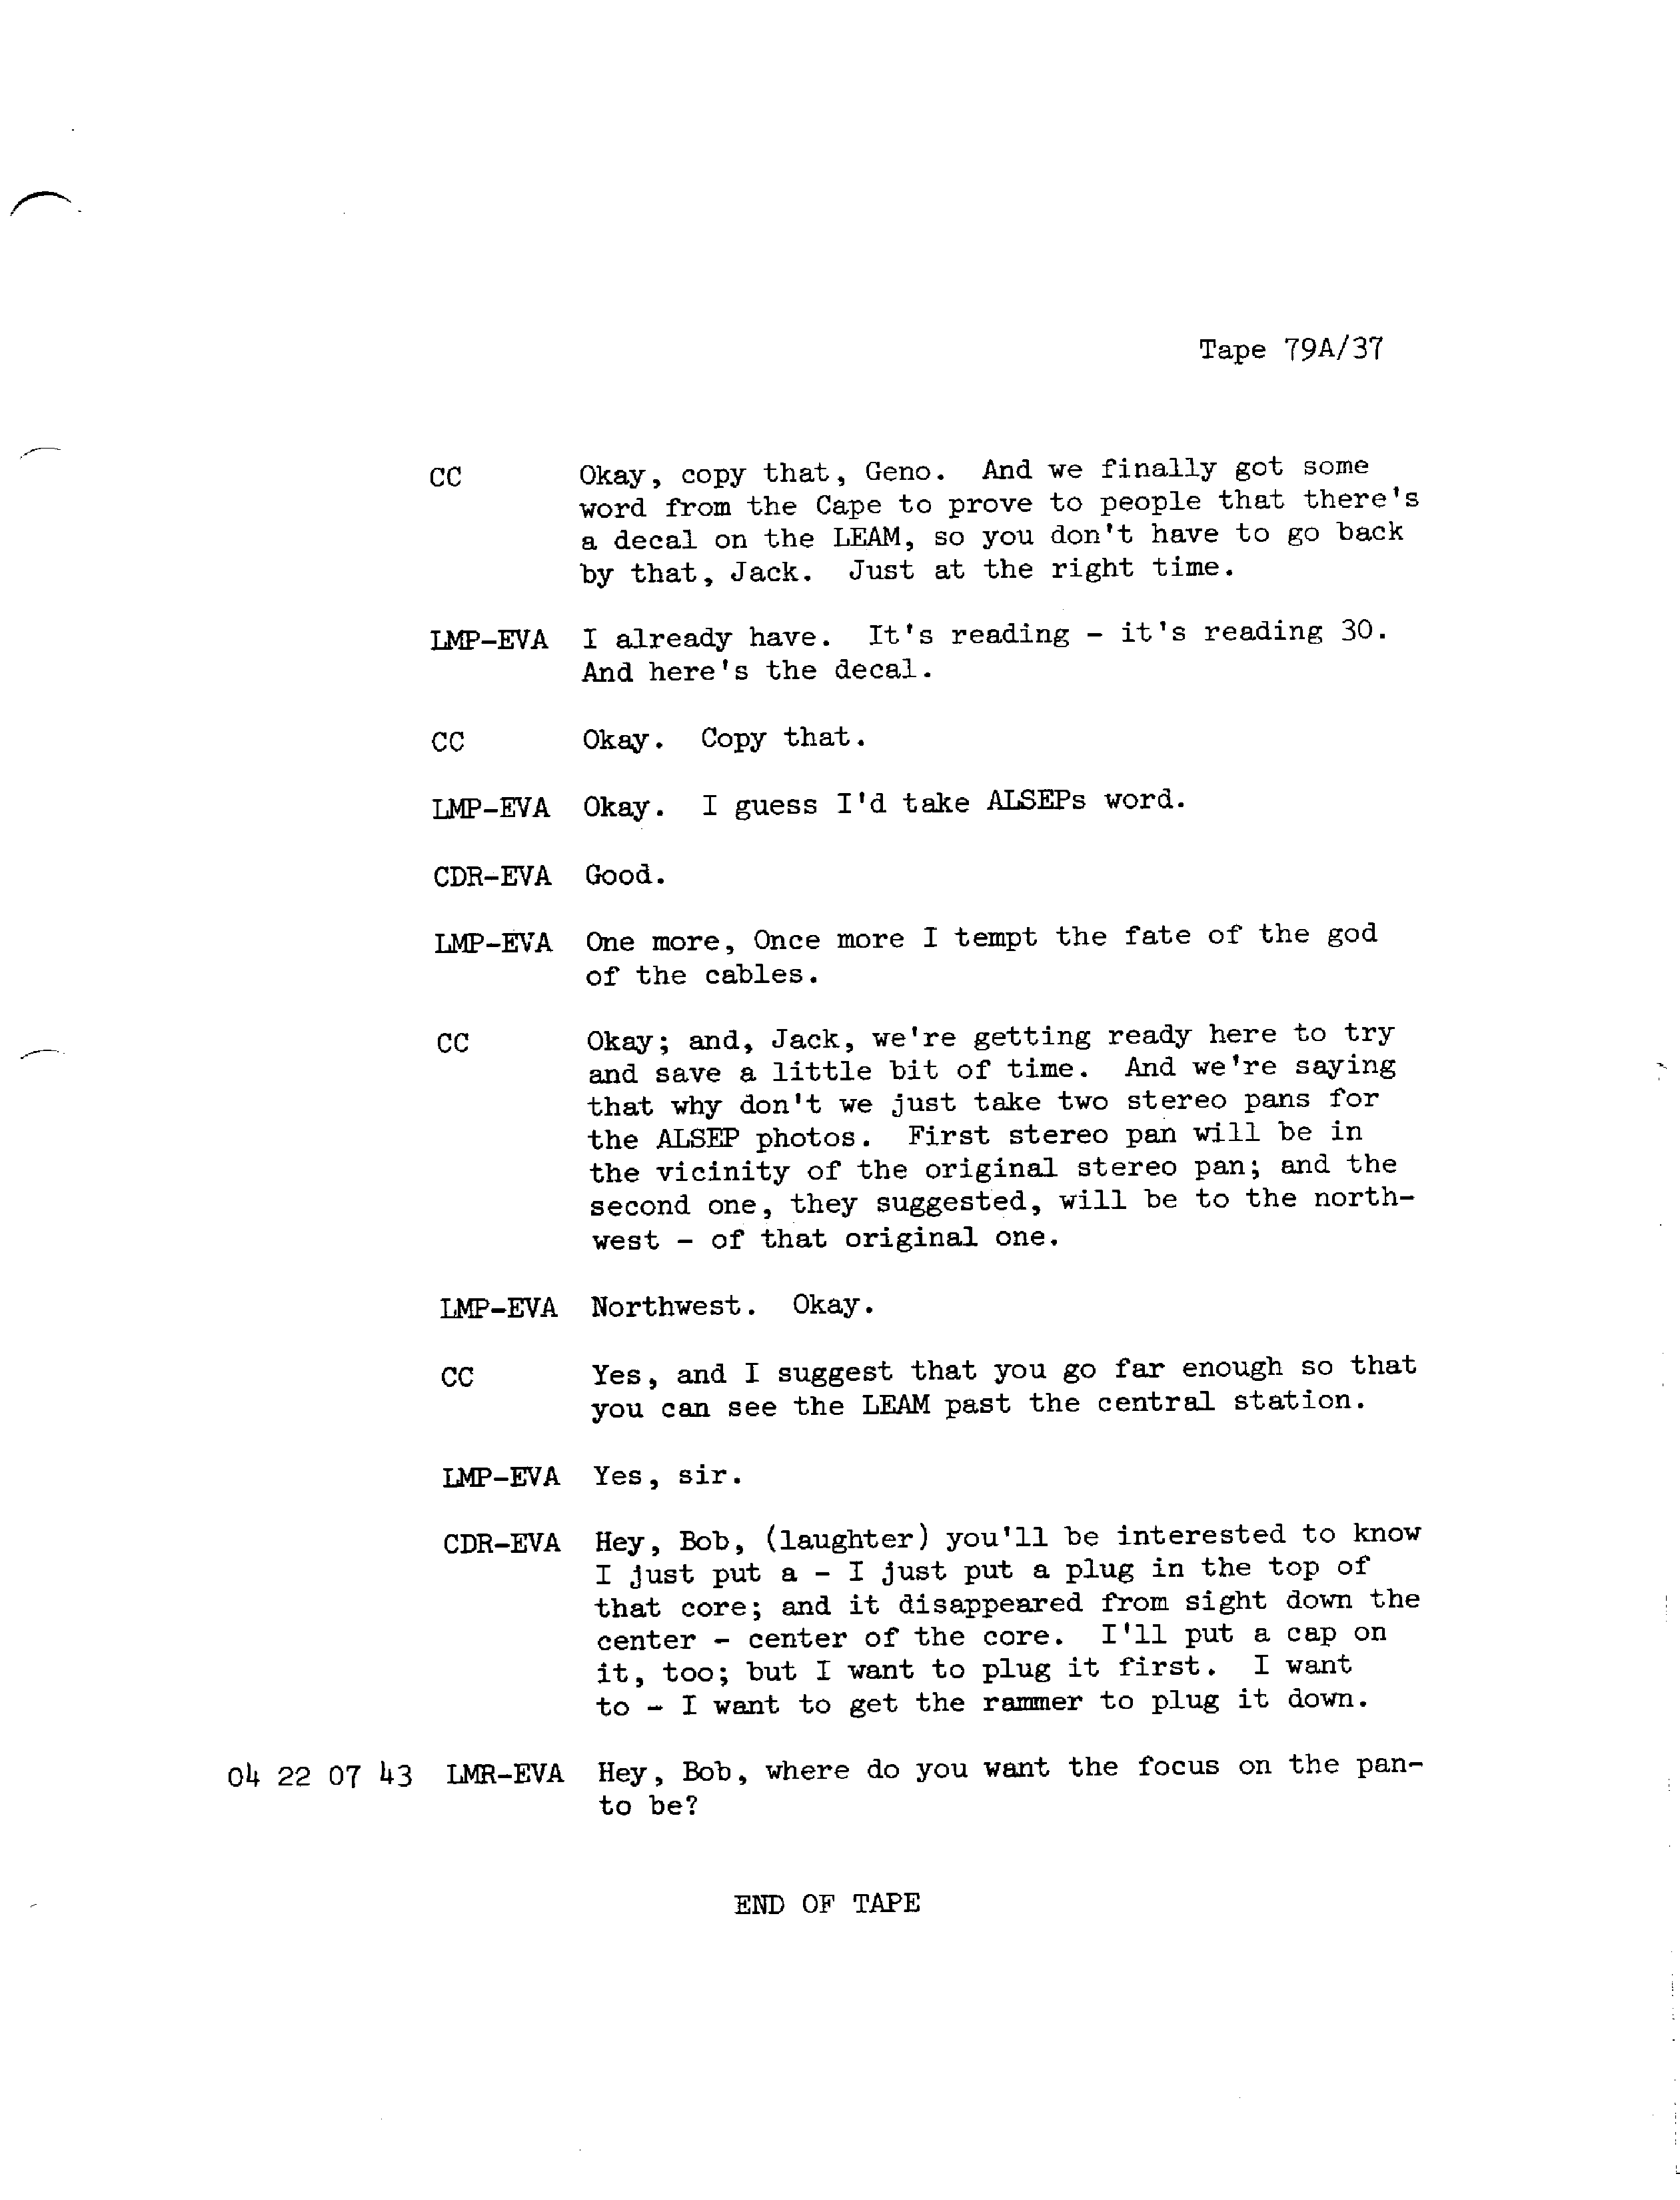 Tape 79A/37
CC Okay, copy that, Geno. And we finally got some
word from the Cape to prove to people that there's
a decal on the LEAM, so you don't have to go back
by that, Jack. Just at the right time.
LMP-EVA I already have. It's reading - it's reading 30.
And here's the decal.
CC Okay. Copy that.
LMP-EVA Okay. I guess I'd take ALSEPs word.
CDR-EVA Good.
LMP-EVA One more, Once more I tempt the fate of the god
of the cables.
CC Okay; and, Jack, we're getting ready here to try
and save a little bit of time. And we're saying
that why don't we just take two stereo pans for
the ALSEP photos. First stereo pan will be in
the vicinity of the original stereo pan; and the
second one, they suggested, will be to the north-
west - of that original one.
LMP-EVA Northwest. Okay.
CC Yes, and I suggest that you go far enough so that
you can see the LEAM past the central station.
LMP-EVA Yes, sir.
CDR-EVA Hey, Bob, (laughter) you'll be interested to know
I just put a - I just put a plug in the top of
that core; and it disappeared from sight down the
center - center of the core. I'll put a cap on
it, too; but I want to plug it first. I want
to - I want to get the rammer to plug it down.
04 22 07 43 LMR-EVA Hey, Bob, where do you want the focus on the pan-
to be?
END OF TAPE